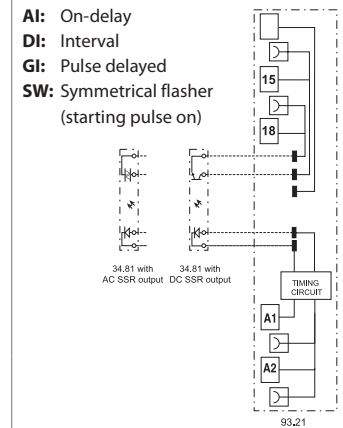 AI: On-delay
DI: Interval
GI: Pulse delayed
SW: Symmetrical flasher
(starting pulse on)
15
18
34.81 with
AC SSR output
34.81 with
DC SSR output
TIMING
CIRCUIT
A1
A2
93.21